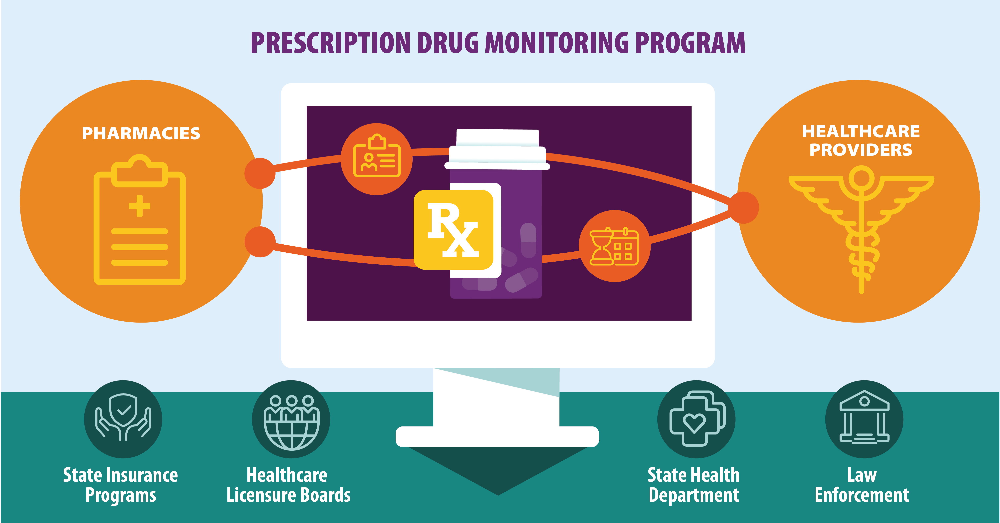 PRESCRIPTION DRUG MONITORING PROGRAM
PHARMACIES
HEALTHCARE
PROVIDERS
Rx
State Insurance
Programs
Healthcare
Licensure Boards
State Health
Department
Law
Enforcement